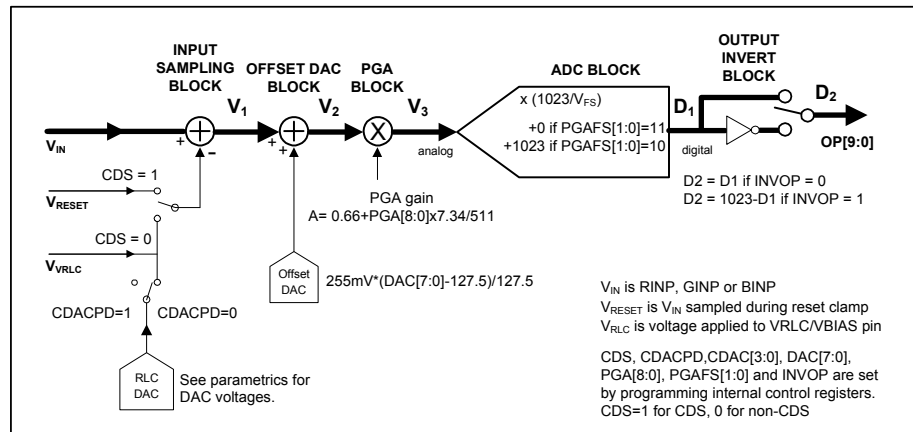 INPUT
SAMPLING
BLOCK
OFFSET DAC
BLOCK
PGA
BLOCK
ADC BLOCK
OUTPUT
INVERT
BLOCK
V1
V2
V3
x (1023/VFS)
+0 if PGAFS[1:0]=11
+1023 if PGAFS[1:0]=10
D1
D2
VIN
+
-
+
+
X
analog
digital
OP[9:0]
CDS = 1
VRESET
PGA gain
A= 0.66+PGA[8:0]x7.34/511
D2 = D1 if INVOP = 0
D2 = 1023-D1 if INVOP = 1
CDS = 0
VVRLC
Offset
DAC
255mV*(DAC[7:0]-127.5)/127.5
CDACPD=1
CDACPD=0
VIN is RINP, GINP or BINP
VRESET is VIN sampled during reset clamp
VRLC is voltage applied to VRLC/VBIAS pin
RLC
DAC
See parametrics for
DAC voltages.
CDS, CDACPD,CDAC[3:0], DAC[7:0],
PGA[8:0], PGAFS[1:0] and INVOP are set
by programming internal control registers.
CDS=1 for CDS, 0 for non-CDS